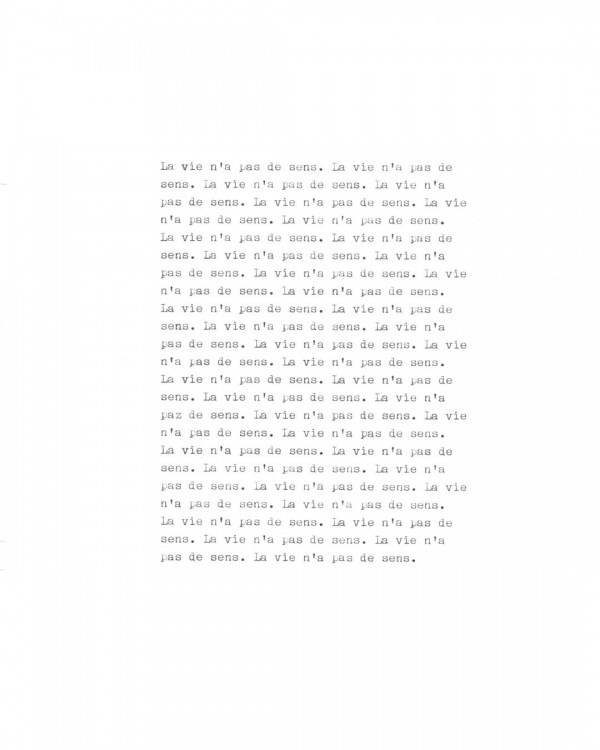 La vie n'a pas de sens. La vie n'a pas de
sens. La vie n'a pas de sens. La vie n'a
pas de sens. La vie n'a pas de sens. La vie
n'a pas de sens. La vie n'a pas de sens.
La vie n'a pas de sens. La vie n'a pas de
sens. La vie n'a pas de sens. La vie n'a
pas de sens. La vie n'a pas de sens. La vie
n'a pas de sens. La vie n'a pas de sens.
La vie n'a pas de sens. La vie n'a pas de
sens. La vie n'a pas de sens. La vie n'a
pas de sens. La vie n'a pas de sens. La vie
n'a pas de sens. La vie n'a pas de sens.
La vie n'a pas de sens. La vie n'a pas de
sens. La vie n'a pas de sens. La vie n'a
paz de sens. La vie n'a pas de sens. La vie
n'a pas de sens. La vie n'a pas de sens.
La vie n'a pas de sens. La vie n'a pas de
sens. La vie n'a pas de sens. La vie n'a
pas de sens. La vie n'a pas de sens. La vie
n'a pas de sens. La vie n'a pas de sens.
La vie n'a pas de sens. La vie n'a pas de
sens. La vie n'a pas de sens. La vie n'a
pas de sens. La vie n'a pas de sens.